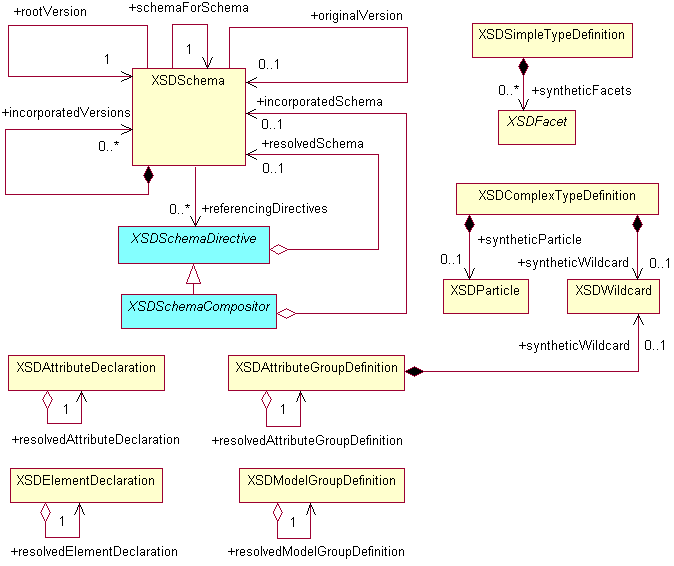 +rootVersion
+schemaForSchema
+originalVersion
1
1
0..1
XSDSchema
+incorporatedVersions
0..*
+incorporatedSchema
0..1
+resolvedSchema
0..1
0..*
+referencingDirectives
XSDSchemaDirective
XSDSchemaCompositor
XSDSimpleTypeDefinition
0..*
+syntheticFacets
XSDFacet
XSDComplexTypeDefinition
+syntheticParticle
0..1
+syntheticWildcard
0..1
XSDParticle
XSDWildcard
+syntheticWildcard
0..1
XSDAttributeDeclaration
1
+resolvedAttributeDeclaration
XSDAttributeGroupDefinition
1
+resolvedAttributeGroupDefinition
XSDElementDeclaration
1
+resolvedElementDeclaration
XSDModelGroupDefinition
1
+resolvedModelGroupDefinition